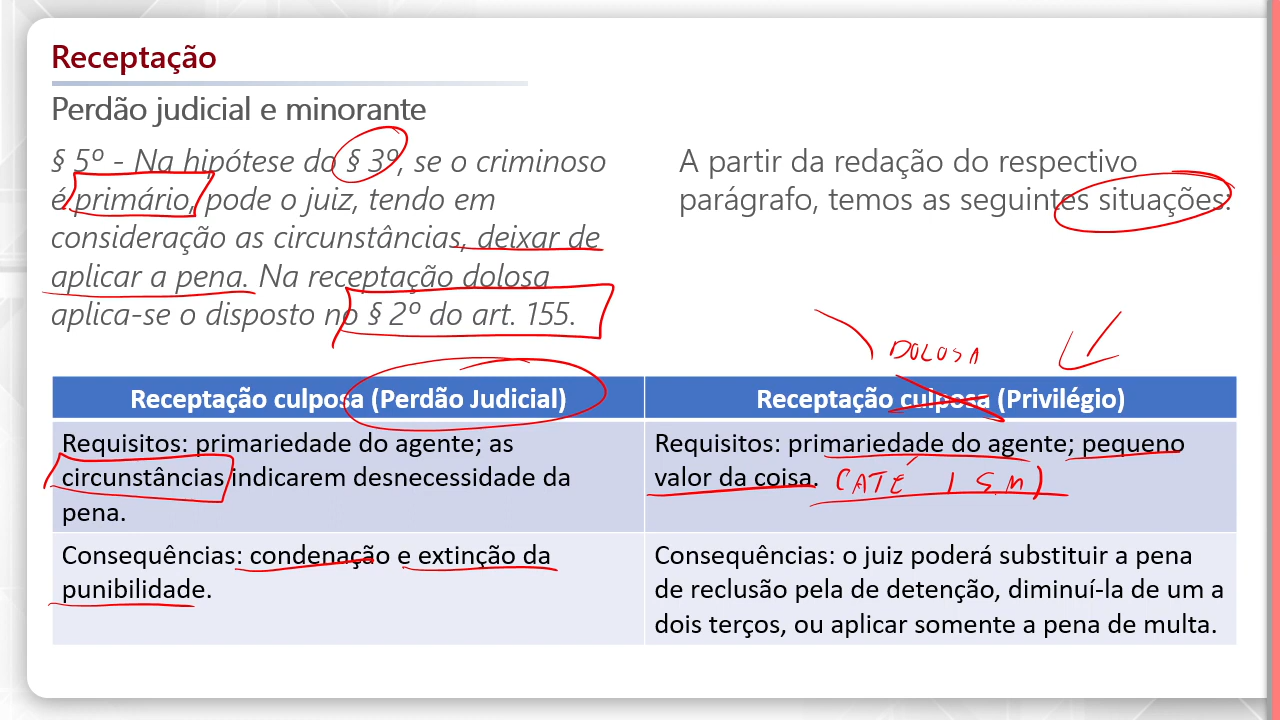 Receptação
Perdão judicial e minorante
§ 5º - Na hipótese do § 3º, se o criminoso
é primário, pode o juiz, tendo em
consideração as circunstâncias, deixar de
aplicar a pena. Na receptação dolosa
aplica-se o disposto no § 2º do art. 155.
A partir da redação do respectivo
parágrafo, temos as seguintes situações:
DOLOSA
Receptação culposa (Perdão Judicial)
Receptação culposa (Privilégio)
Requisitos: primariedade do agente; as
circunstâncias indicarem desnecessidade da
pena.
Requisitos: primariedade do agente; pequeno
valor da coisa. (ATÉ 1 S.M)
Consequências: condenação e extinção da
punibilidade.
Consequências: o juiz poderá substituir a pena
de reclusão pela de detenção, diminuí-la de um a
dois terços, ou aplicar somente a pena de multa.